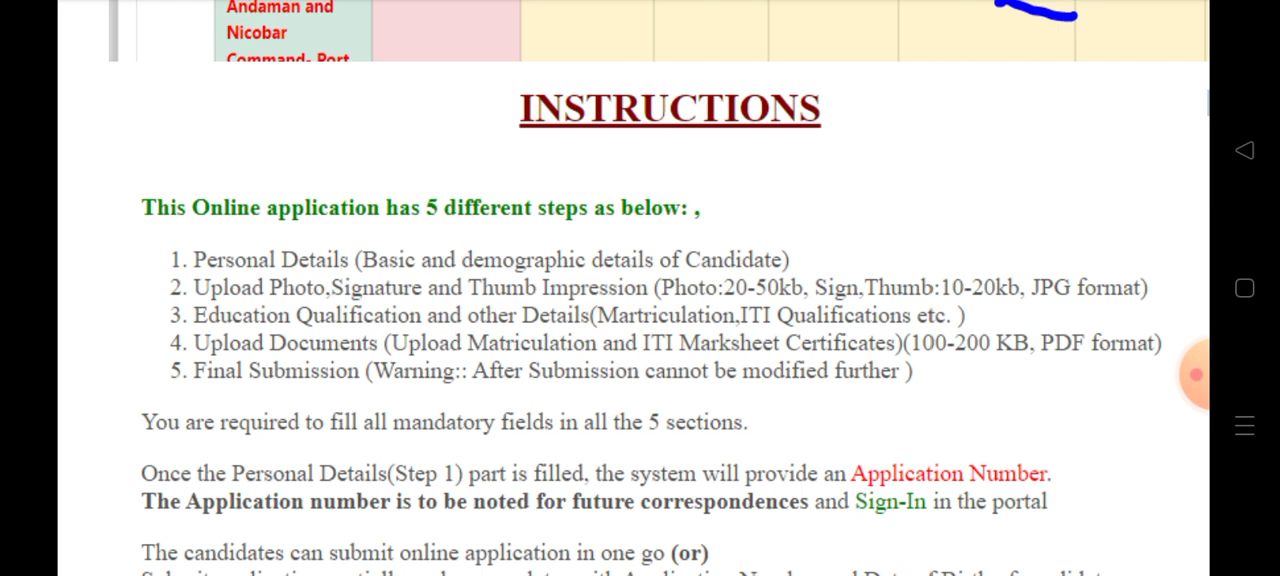 Andaman and
Nicobar
Command- Port
INSTRUCTIONS
This Online application has 5 different steps as below: ,
1. Personal Details (Basic and demographic details of Candidate)
2. Upload Photo,Signature and Thumb Impression (Photo:20-50kb, Sign,Thumb:10-20kb, JPG format)
3. Education Qualification and other Details(Martriculation,ITI Qualifications etc. )
4. Upload Documents (Upload Matriculation and ITI Marksheet Certificates)(100-200 KB, PDF format)
5. Final Submission (Warning:: After Submission cannot be modified further )
You are required to fill all mandatory fields in all the 5 sections.
Once the Personal Details(Step 1) part is filled, the system will provide an Application Number.
The Application number is to be noted for future correspondences and Sign-In in the portal
The candidates can submit online application in one go (or)